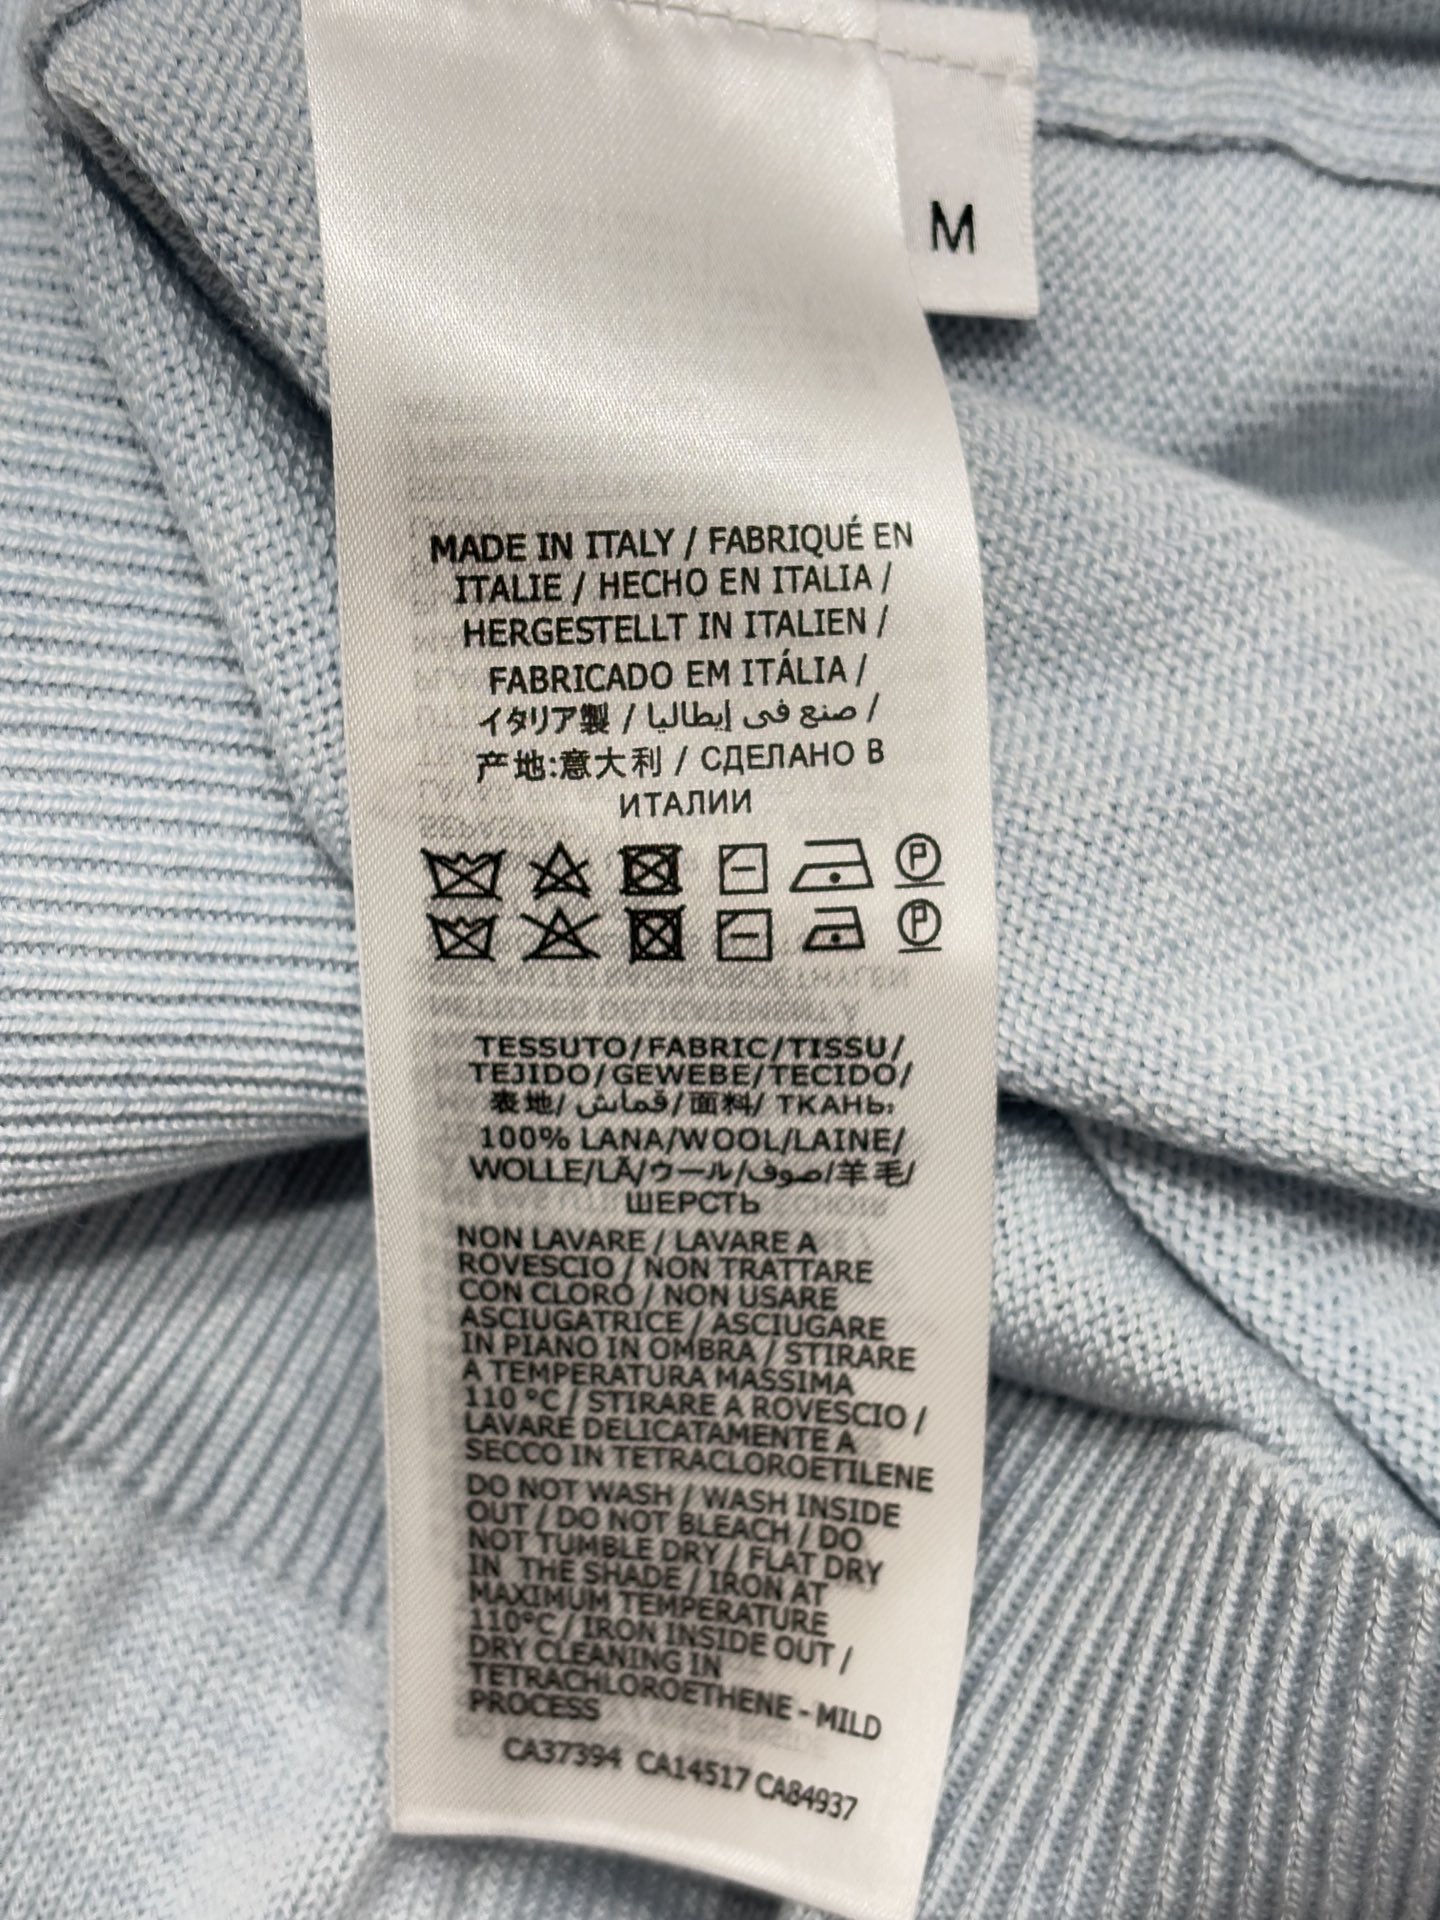 M
MADE IN ITALY / FABRIQUÉ EN
ITALIE / HECHO EN ITALIA /
HERGESTELLT IN ITALIEN /
FABRICADO EM ITÁLIA /
イタリア製 / صنع في إيطاليا /
产地:意大利 / СДЕЛАНО В
ИТАЛИИ
P
P
TESSUTO/FABRIC/TISSU/
TEJIDO/GEWEBE/TECIDO/
表地/ قماش/面料/ ТКАНЬ:
100% LANA/WOOL/LAINE/
WOLLE/LÃ/ウール/صوف/羊毛/
ШЕРСТЬ
NON LAVARE / LAVARE A
ROVESCIO / NON TRATTARE
CON CLORO / NON USARE
ASCIUGATRICE / ASCIUGARE
IN PIANO IN OMBRA / STIRARE
A TEMPERATURA MASSIMA
110 °C / STIRARE A ROVESCIO /
LAVARE DELICATAMENTE A
SECCO IN TETRACLOROETILENE
DO NOT WASH / WASH INSIDE
OUT / DO NOT BLEACH / DO
NOT TUMBLE DRY / FLAT DRY
IN THE SHADE / IRON AT
MAXIMUM TEMPERATURE
110°C / IRON INSIDE OUT /
DRY CLEANING IN
TETRACHLOROETHENE - MILD
PROCESS
CA37394 CA14517 CA84937